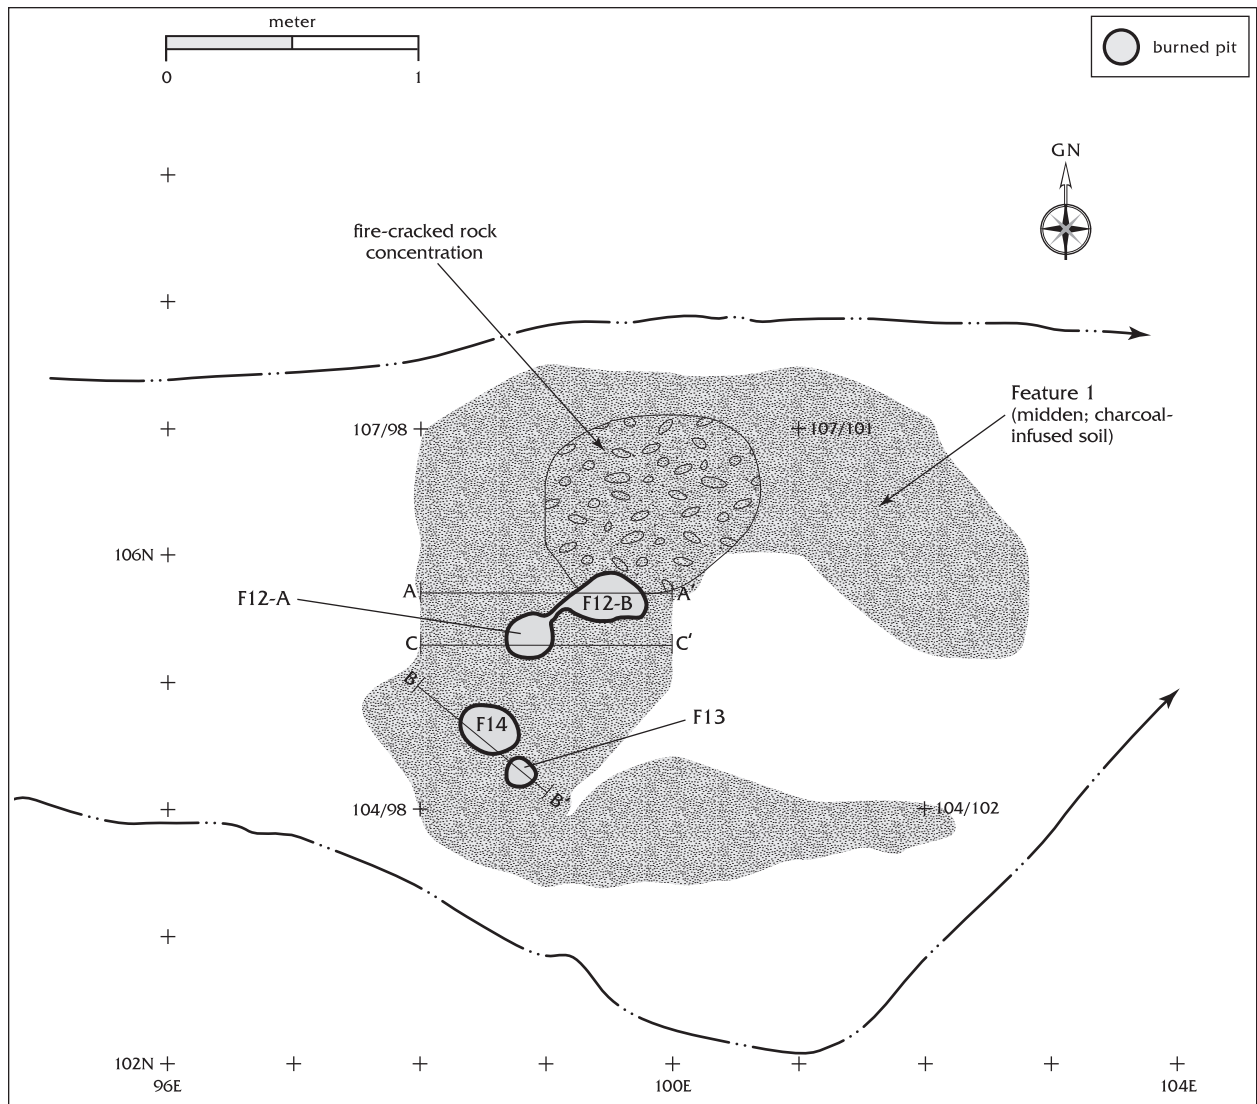 meter
0
1
burned pit
GN
fire-cracked rock
concentration
Feature 1
(midden; charcoal-
infused soil)
107/98
107/101
106N
A
A′
F12-A
F12-B
C
C′
B
F14
F13
B′
104/98
104/102
102N
96E
100E
104E